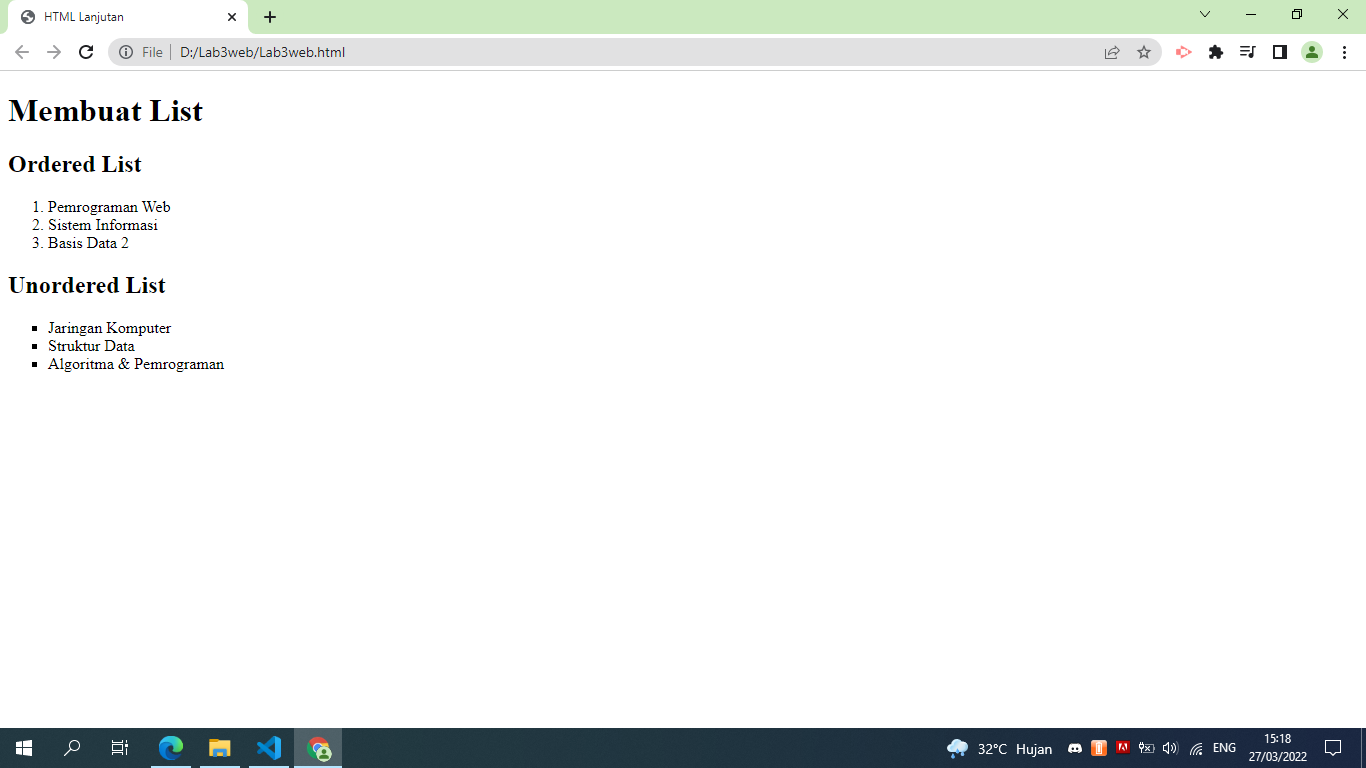 HTML Lanjutan
File D:/Lab3web/Lab3web.html
Membuat List
Ordered List
1. Pemrograman Web
2. Sistem Informasi
3. Basis Data 2
Unordered List
▪ Jaringan Komputer
▪ Struktur Data
▪ Algoritma & Pemrograman
32°C Hujan
ENG
15:18
27/03/2022